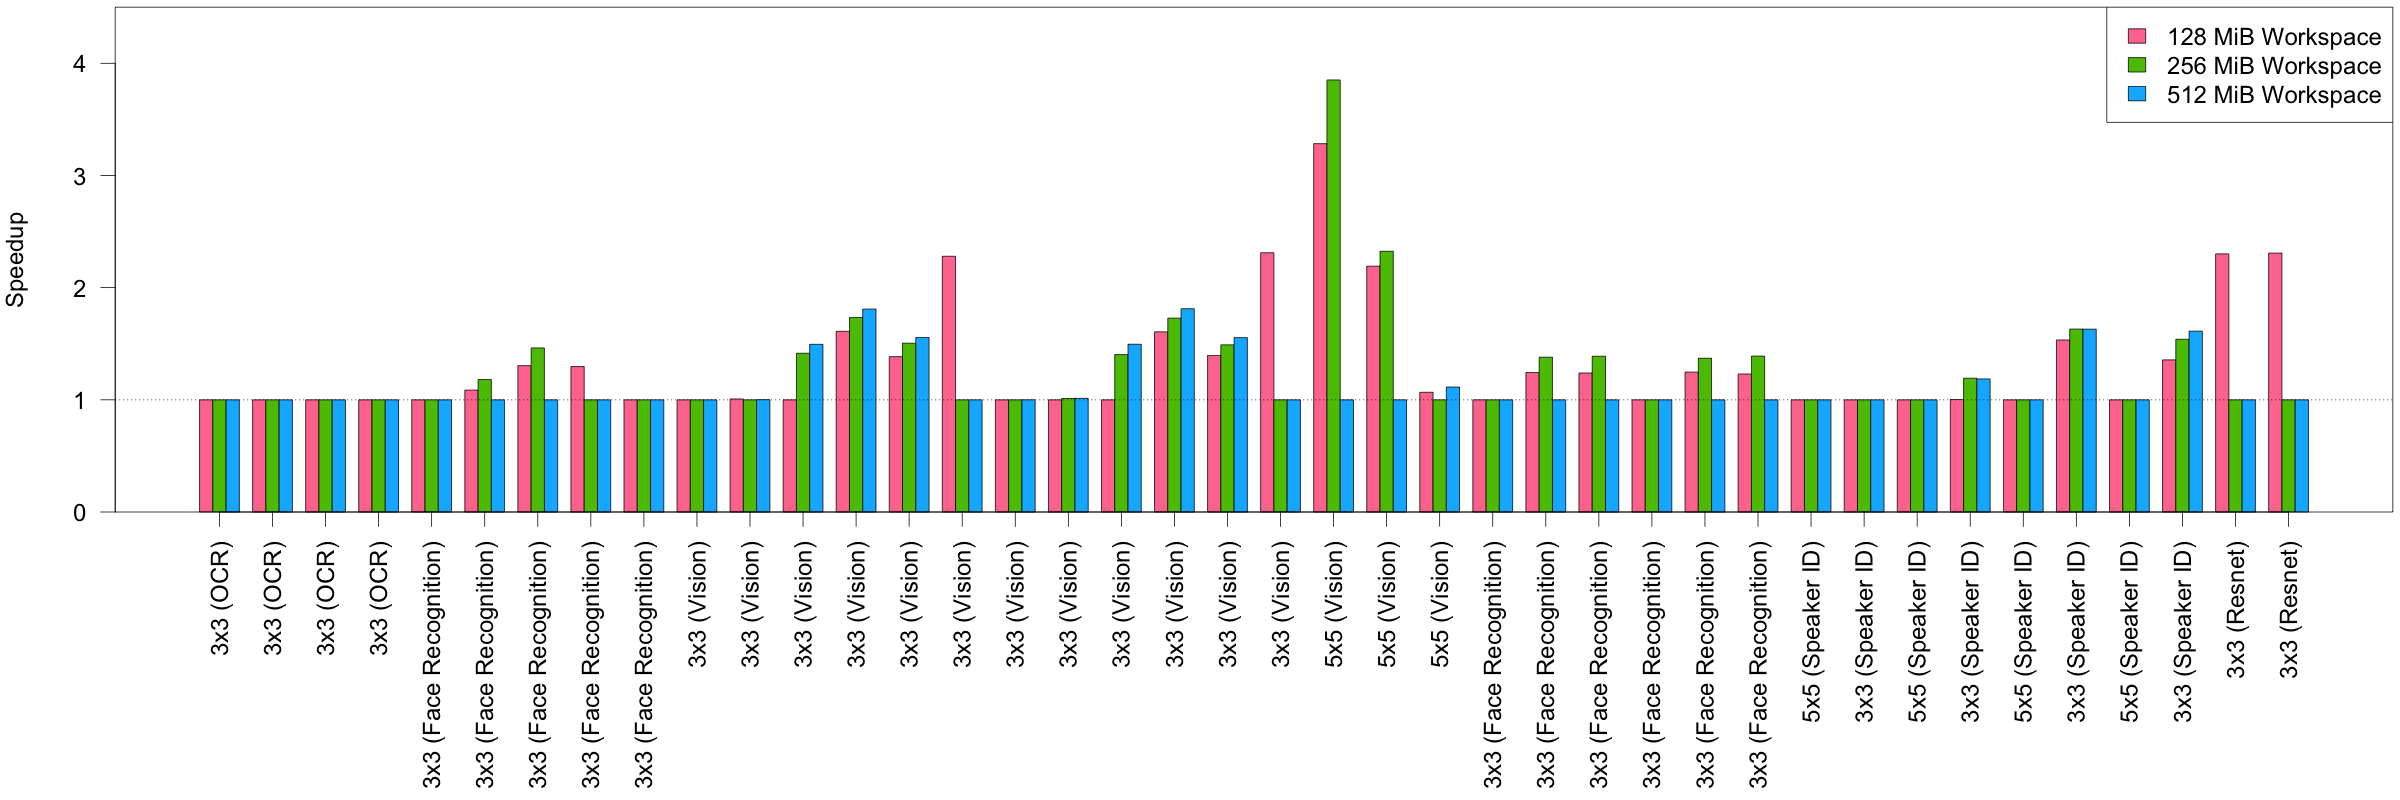 128 MiB Workspace
256 MiB Workspace
512 MiB Workspace
Speedup
4
3
2
1
0
3x3 (OCR)
3x3 (OCR)
3x3 (OCR)
3x3 (OCR)
3x3 (Face Recognition)
3x3 (Face Recognition)
3x3 (Face Recognition)
3x3 (Face Recognition)
3x3 (Face Recognition)
3x3 (Vision)
3x3 (Vision)
3x3 (Vision)
3x3 (Vision)
3x3 (Vision)
3x3 (Vision)
3x3 (Vision)
3x3 (Vision)
3x3 (Vision)
3x3 (Vision)
3x3 (Vision)
3x3 (Vision)
5x5 (Vision)
5x5 (Vision)
5x5 (Vision)
3x3 (Face Recognition)
3x3 (Face Recognition)
3x3 (Face Recognition)
3x3 (Face Recognition)
3x3 (Face Recognition)
3x3 (Face Recognition)
5x5 (Speaker ID)
3x3 (Speaker ID)
5x5 (Speaker ID)
3x3 (Speaker ID)
5x5 (Speaker ID)
3x3 (Speaker ID)
5x5 (Speaker ID)
3x3 (Speaker ID)
3x3 (Resnet)
3x3 (Resnet)